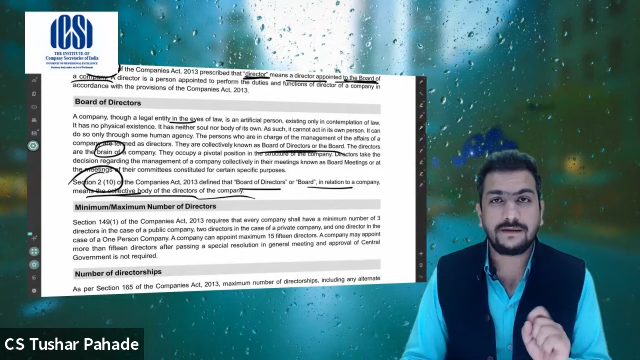 ICSI
THE INSTITUTE OF
Company Secretaries of India
of the Companies Act, 2013 prescribed that "director" means a director appointed to the Board of
a company. A director is a person appointed to perform the duties and functions of director of a company in
accordance with the provisions of the Companies Act, 2013.
Board of Directors
A company, though a legal entity in the eyes of law, is an artificial person, existing only in contemplation of law.
It has no physical existence. It has neither soul nor body of its own. As such, it cannot act in its own person. It can
do so only through some human agency. The persons who are in charge of the management of the affairs of a
company are termed as directors. They are collectively known as Board of Directors or the Board. The directors
are the brain of a company. They occupy a pivotal position in the structure of the company. Directors take the
decision regarding the management of a company collectively in their meetings known as Board Meetings or at
the meetings of their committees constituted for certain specific purposes.
Section 2 (10) of the Companies Act, 2013 defined that "Board of Directors" or "Board", in relation to a company,
means the collective body of the directors of the company.
Minimum/Maximum Number of Directors
Section 149(1) of the Companies Act, 2013 requires that every company shall have a minimum number of 3
directors in the case of a public company, two directors in the case of a private company, and one director in the
case of a One Person Company. A company can appoint maximum 15 fifteen directors. A company may appoint
more than fifteen directors after passing a special resolution in general meeting and approval of Central
Government is not required.
Number of directorships
As per Section 165 of the Companies Act, 2013, maximum number of directorships, including any alternate
CS Tushar Pahade